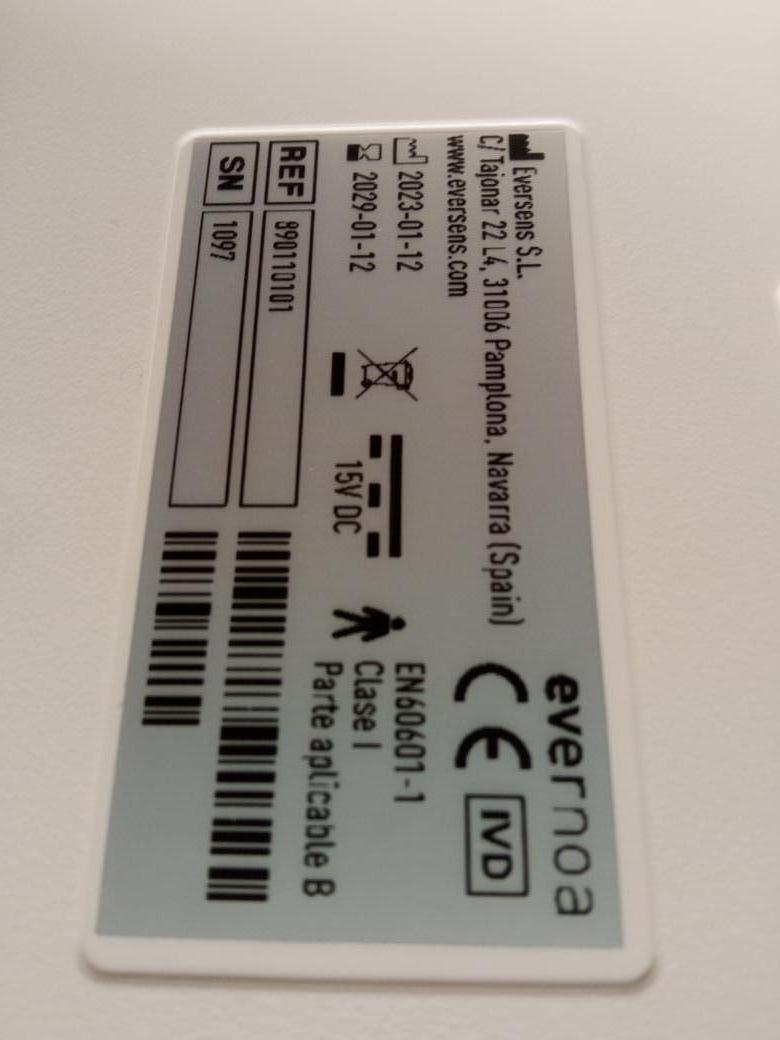 evernoa
Eversens S.L.
C/ Tajonar 22 L4, 31006 Pamplona, Navarra (Spain)
www.eversens.com
CE IVD
2023-01-12
2029-01-12
15V DC
EN60601-1
Clase I
Parte aplicable B
REF 890110101
SN 1097